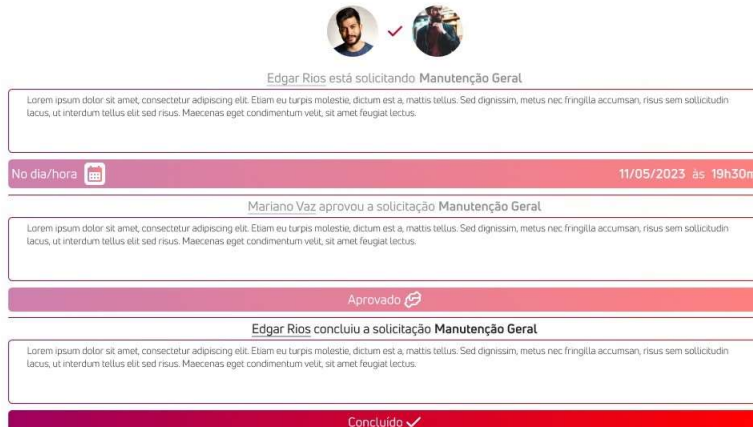 Edgar Rios está solicitando Manutenção Geral
Lorem ipsum dolor sit amet, consectetur adipiscing elit. Etiam eu turpis molestie, dictum est a, mattis tellus. Sed dignissim, metus nec fringilla accumsan, risus sem sollicitudin
lacus, ut interdum tellus elit sed risus. Maecenas eget condimentum velit, sit amet feugiat lectus.
No dia/hora 11/05/2023 às 19h30m
Mariano Vaz aprovou a solicitação Manutenção Geral
Lorem ipsum dolor sit amet, consectetur adipiscing elit. Etiam eu turpis molestie, dictum est a, mattis tellus. Sed dignissim, metus nec fringilla accumsan, risus sem sollicitudin
lacus, ut interdum tellus elit sed risus. Maecenas eget condimentum velit, sit amet feugiat lectus.
Aprovado
Edgar Rios concluiu a solicitação Manutenção Geral
Lorem ipsum dolor sit amet, consectetur adipiscing elit. Etiam eu turpis molestie, dictum est a, mattis tellus. Sed dignissim, metus nec fringilla accumsan, risus sem sollicitudin
lacus, ut interdum tellus elit sed risus. Maecenas eget condimentum velit, sit amet feugiat lectus.
Concluído